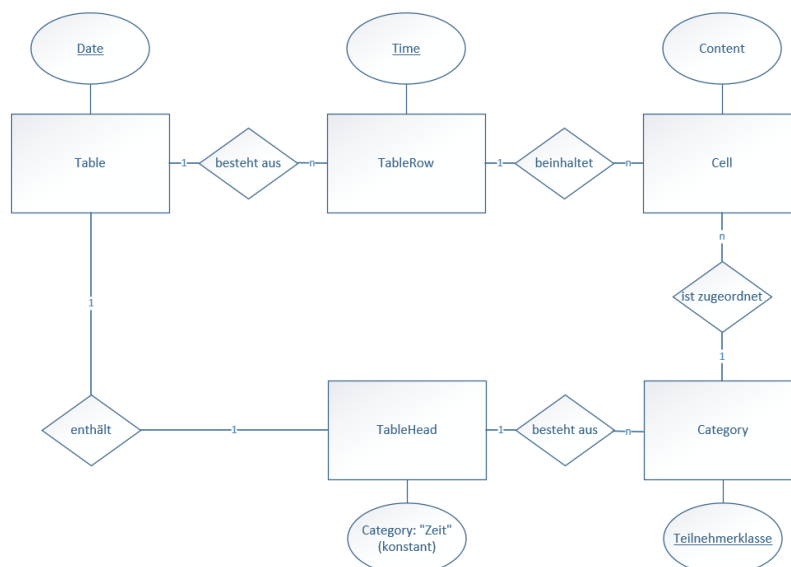 Date
Time
Content
Table
1
besteht aus
n
TableRow
1
beinhaltet
n
Cell
n
ist zugeordnet
1
1
enthält
1
TableHead
1
besteht aus
n
Category
Category: "Zeit"
(konstant)
Teilnehmerklasse